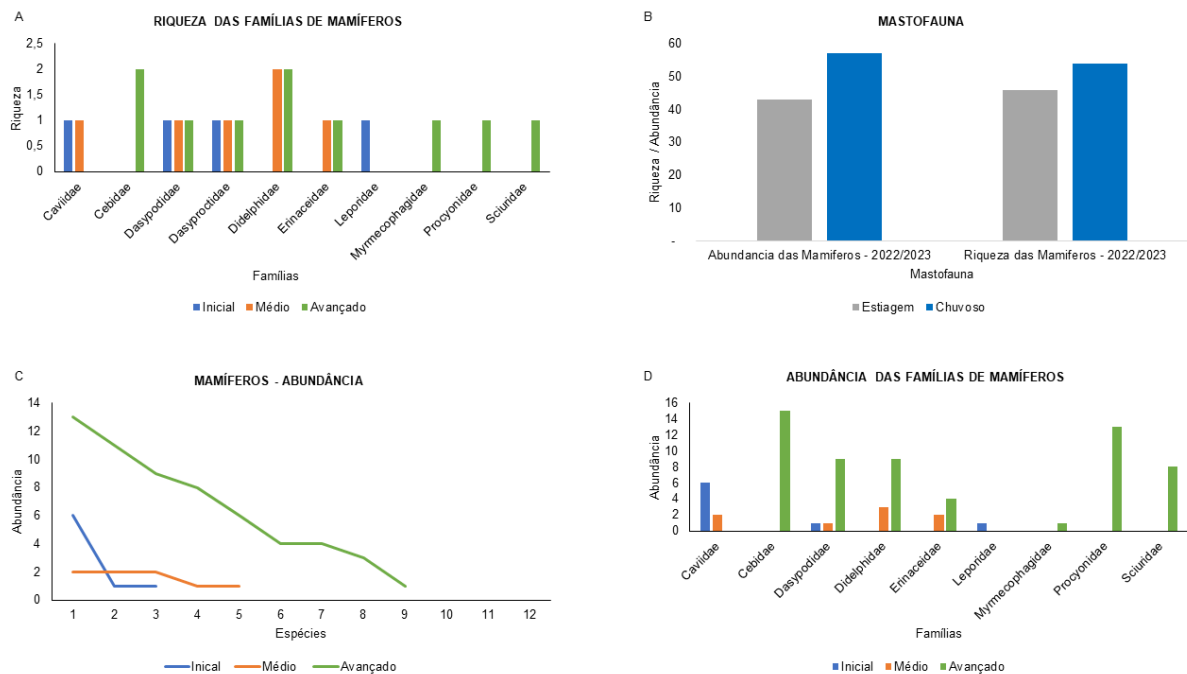 A
RIQUEZA DAS FAMÍLIAS DE MAMÍFEROS
2,5
2
1,5
1
0,5
0
Riqueza
Caviidae
Cebidae
Dasypodidae
Dasyproctidae
Didelphidae
Erinaceidae
Leporidae
Myrmecophagidae
Procyonidae
Sciuridae
Famílias
Inicial Médio Avançado
B
MASTOFAUNA
60
50
40
30
20
10
-
Riqueza / Abundância
Abundancia das Mamiferos - 2022/2023 Riqueza das Mamiferos - 2022/2023
Mastofauna
Estiagem Chuvoso
C
MAMÍFEROS - ABUNDÂNCIA
14
12
10
8
6
4
2
0
Abundância
1 2 3 4 5 6 7 8 9 10 11 12
Espécies
Inical Médio Avançado
D
ABUNDÂNCIA DAS FAMÍLIAS DE MAMÍFEROS
16
14
12
10
8
6
4
2
0
Abundância
Caviidae
Cebidae
Dasypodidae
Didelphidae
Erinaceidae
Leporidae
Myrmecophagidae
Procyonidae
Sciuridae
Famílias
Inicial Médio Avançado